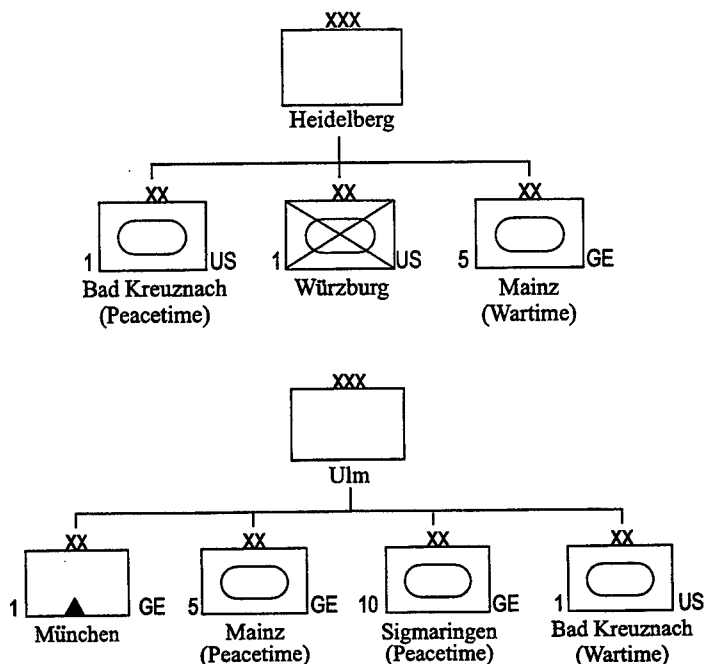 XXX
Heidelberg
XX XX XX
1 US 1 US 5 GE
Bad Kreuznach Würzburg Mainz
(Peacetime) (Wartime)
XXX
Ulm
XX XX XX XX
1 GE 5 GE 10 GE 1 US
München Mainz Sigmaringen Bad Kreuznach
(Peacetime) (Peacetime) (Wartime)